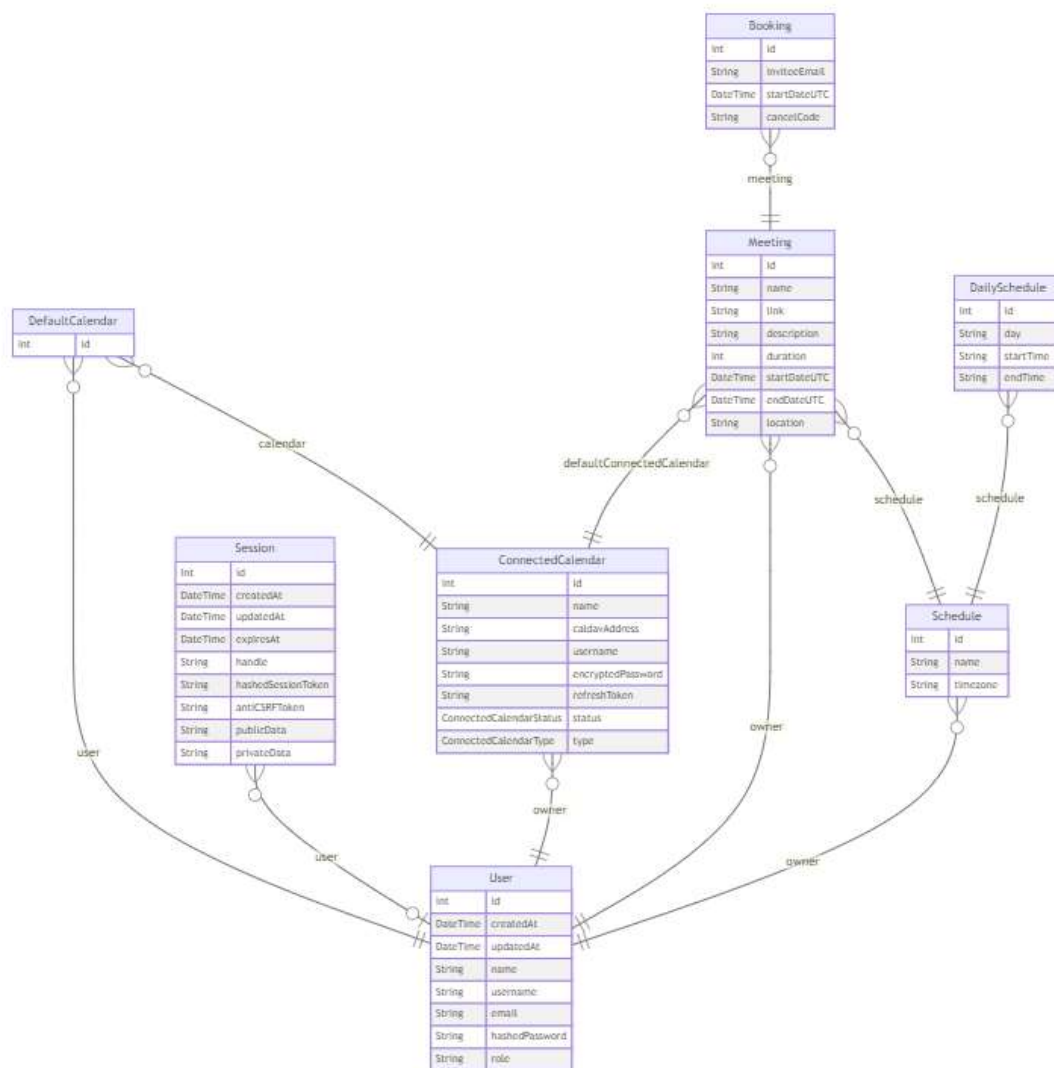 Booking
Int id
String inviteeEmail
DateTime startDateUTC
String cancelCode
meeting
Meeting
Int id
String name
String link
String description
Int duration
DateTime startDateUTC
DateTime endDateUTC
String location
DailySchedule
Int id
String day
String startTime
String endTime
DefaultCalendar
Int id
calendar
defaultConnectedCalendar
schedule
schedule
Session
Int id
DateTime createdAt
DateTime updatedAt
DateTime expiresAt
String handle
String hashedSessionToken
String antiCSRFToken
String publicData
String privateData
ConnectedCalendar
Int id
String name
String caldavAddress
String username
String encryptedPassword
String refreshToken
ConnectedCalendarStatus status
ConnectedCalendarType type
Schedule
Int id
String name
String timezone
user
owner
owner
user
owner
User
Int id
DateTime createdAt
DateTime updatedAt
String name
String username
String email
String hashedPassword
String role